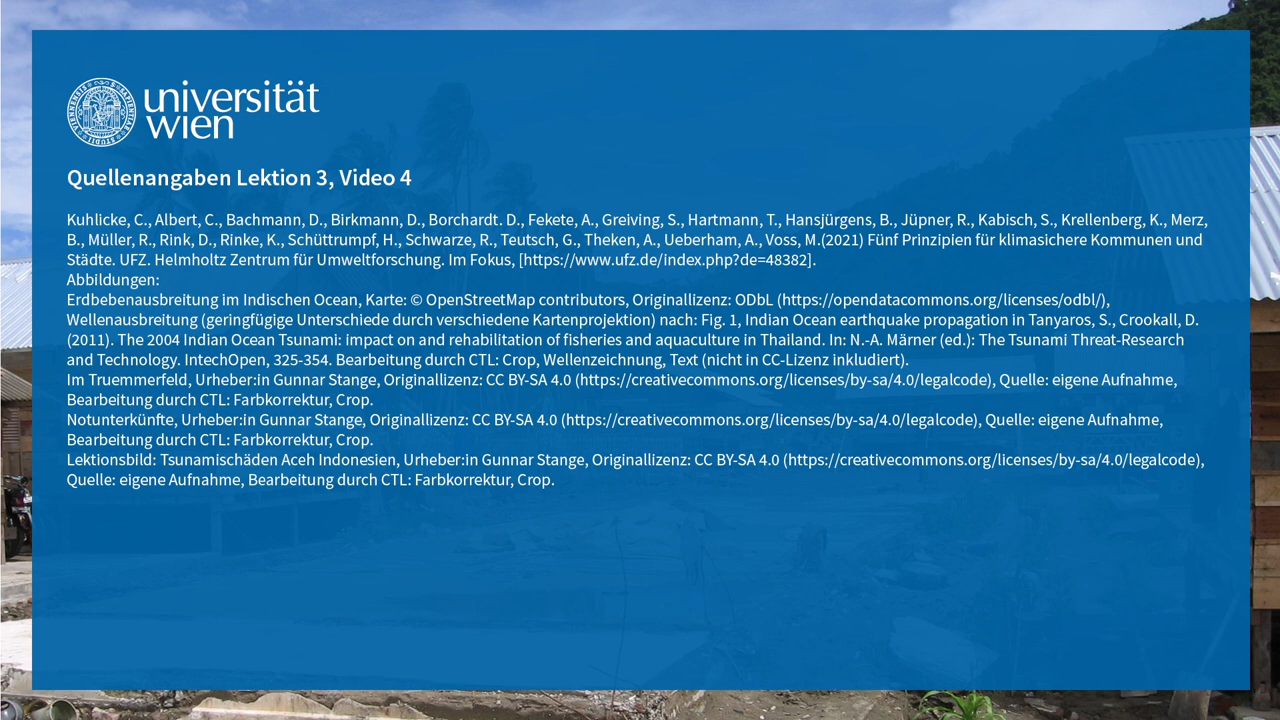 universität
wien
Quellenangaben Lektion 3, Video 4
Kuhlicke, C., Albert, C., Bachmann, D., Birkmann, D., Borchardt. D., Fekete, A., Greiving, S., Hartmann, T., Hansjürgens, B., Jüpner, R., Kabisch, S., Krellenberg, K., Merz,
B., Müller, R., Rink, D., Rinke, K., Schüttrumpf, H., Schwarze, R., Teutsch, G., Theken, A., Ueberham, A., Voss, M.(2021) Fünf Prinzipien für klimasichere Kommunen und
Städte. UFZ. Helmholtz Zentrum für Umweltforschung. Im Fokus, [https://www.ufz.de/index.php?de=48382].
Abbildungen:
Erdbebenausbreitung im Indischen Ocean, Karte: © OpenStreetMap contributors, Originallizenz: ODbL (https://opendatacommons.org/licenses/odbl/),
Wellenausbreitung (geringfügige Unterschiede durch verschiedene Kartenprojektion) nach: Fig. 1, Indian Ocean earthquake propagation in Tanyaros, S., Crookall, D.
(2011). The 2004 Indian Ocean Tsunami: impact on and rehabilitation of fisheries and aquaculture in Thailand. In: N.-A. Märner (ed.): The Tsunami Threat-Research
and Technology. IntechOpen, 325-354. Bearbeitung durch CTL: Crop, Wellenzeichnung, Text (nicht in CC-Lizenz inkludiert).
Im Truemmerfeld, Urheber:in Gunnar Stange, Originallizenz: CC BY-SA 4.0 (https://creativecommons.org/licenses/by-sa/4.0/legalcode), Quelle: eigene Aufnahme,
Bearbeitung durch CTL: Farbkorrektur, Crop.
Notunterkünfte, Urheber:in Gunnar Stange, Originallizenz: CC BY-SA 4.0 (https://creativecommons.org/licenses/by-sa/4.0/legalcode), Quelle: eigene Aufnahme,
Bearbeitung durch CTL: Farbkorrektur, Crop.
Lektionsbild: Tsunamischäden Aceh Indonesien, Urheber:in Gunnar Stange, Originallizenz: CC BY-SA 4.0 (https://creativecommons.org/licenses/by-sa/4.0/legalcode),
Quelle: eigene Aufnahme, Bearbeitung durch CTL: Farbkorrektur, Crop.